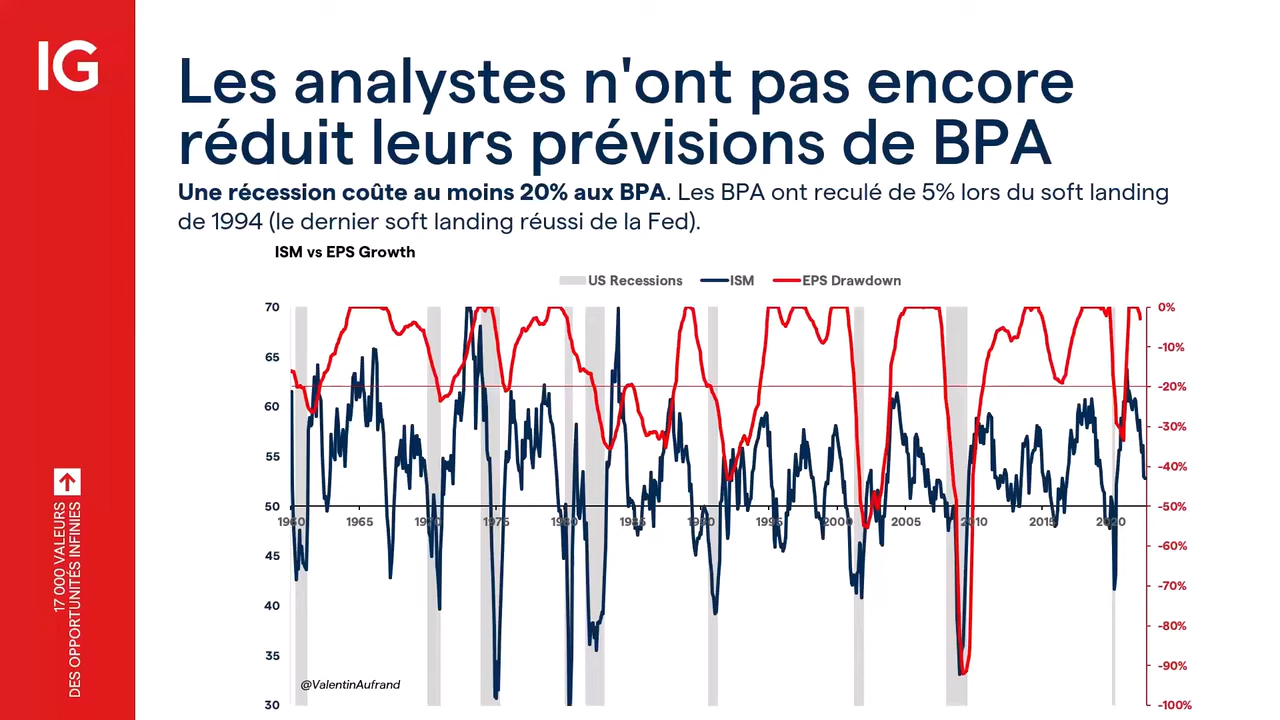 IG
Les analystes n'ont pas encore
réduit leurs prévisions de BPA
Une récession coûte au moins 20% aux BPA. Les BPA ont reculé de 5% lors du soft landing
de 1994 (le dernier soft landing réussi de la Fed).
ISM vs EPS Growth
US Recessions ISM EPS Drawdown
70 0%
-10%
65
-20%
60
-30%
55
-40%
50 -50%
1960 1965 1970 1975 1980 1985 1990 1995 2000 2005 2010 2015 2020
45
-60%
-70%
40
-80%
35
-90%
@ValentinAufrand
30 -100%
17 000 VALEURS
DES OPPORTUNITÉS INFINIES